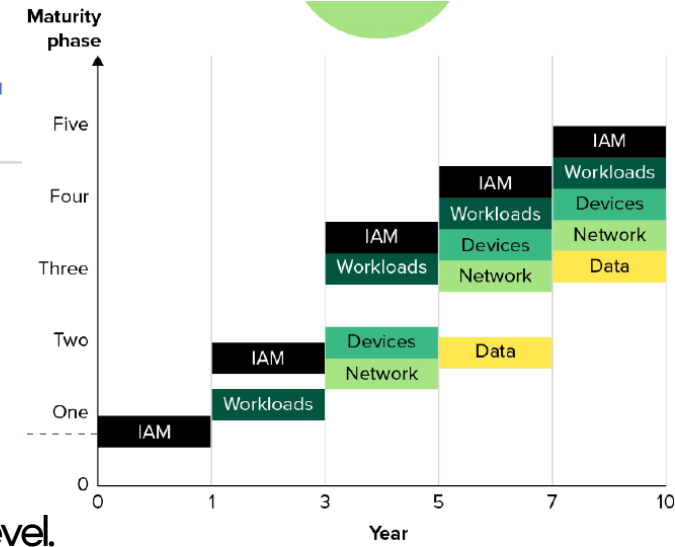 Maturity
phase
Five
IAM
Workloads
Four
IAM
Devices
Workloads
Network
IAM
Devices
Three
Workloads
Network
Data
Two
Devices
IAM
Data
Network
One
Workloads
IAM
0
0 1 3 5 7 10
Year